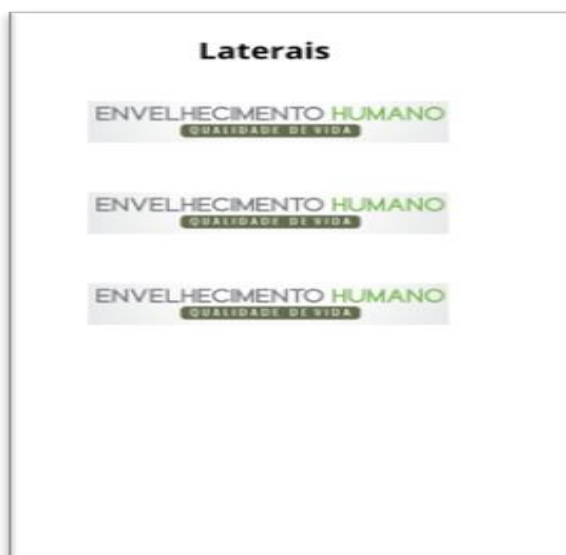 Laterais
ENVELHECIMENTO HUMANO
QUALIDADE DE VIDA
ENVELHECIMENTO HUMANO
QUALIDADE DE VIDA
ENVELHECIMENTO HUMANO
QUALIDADE DE VIDA